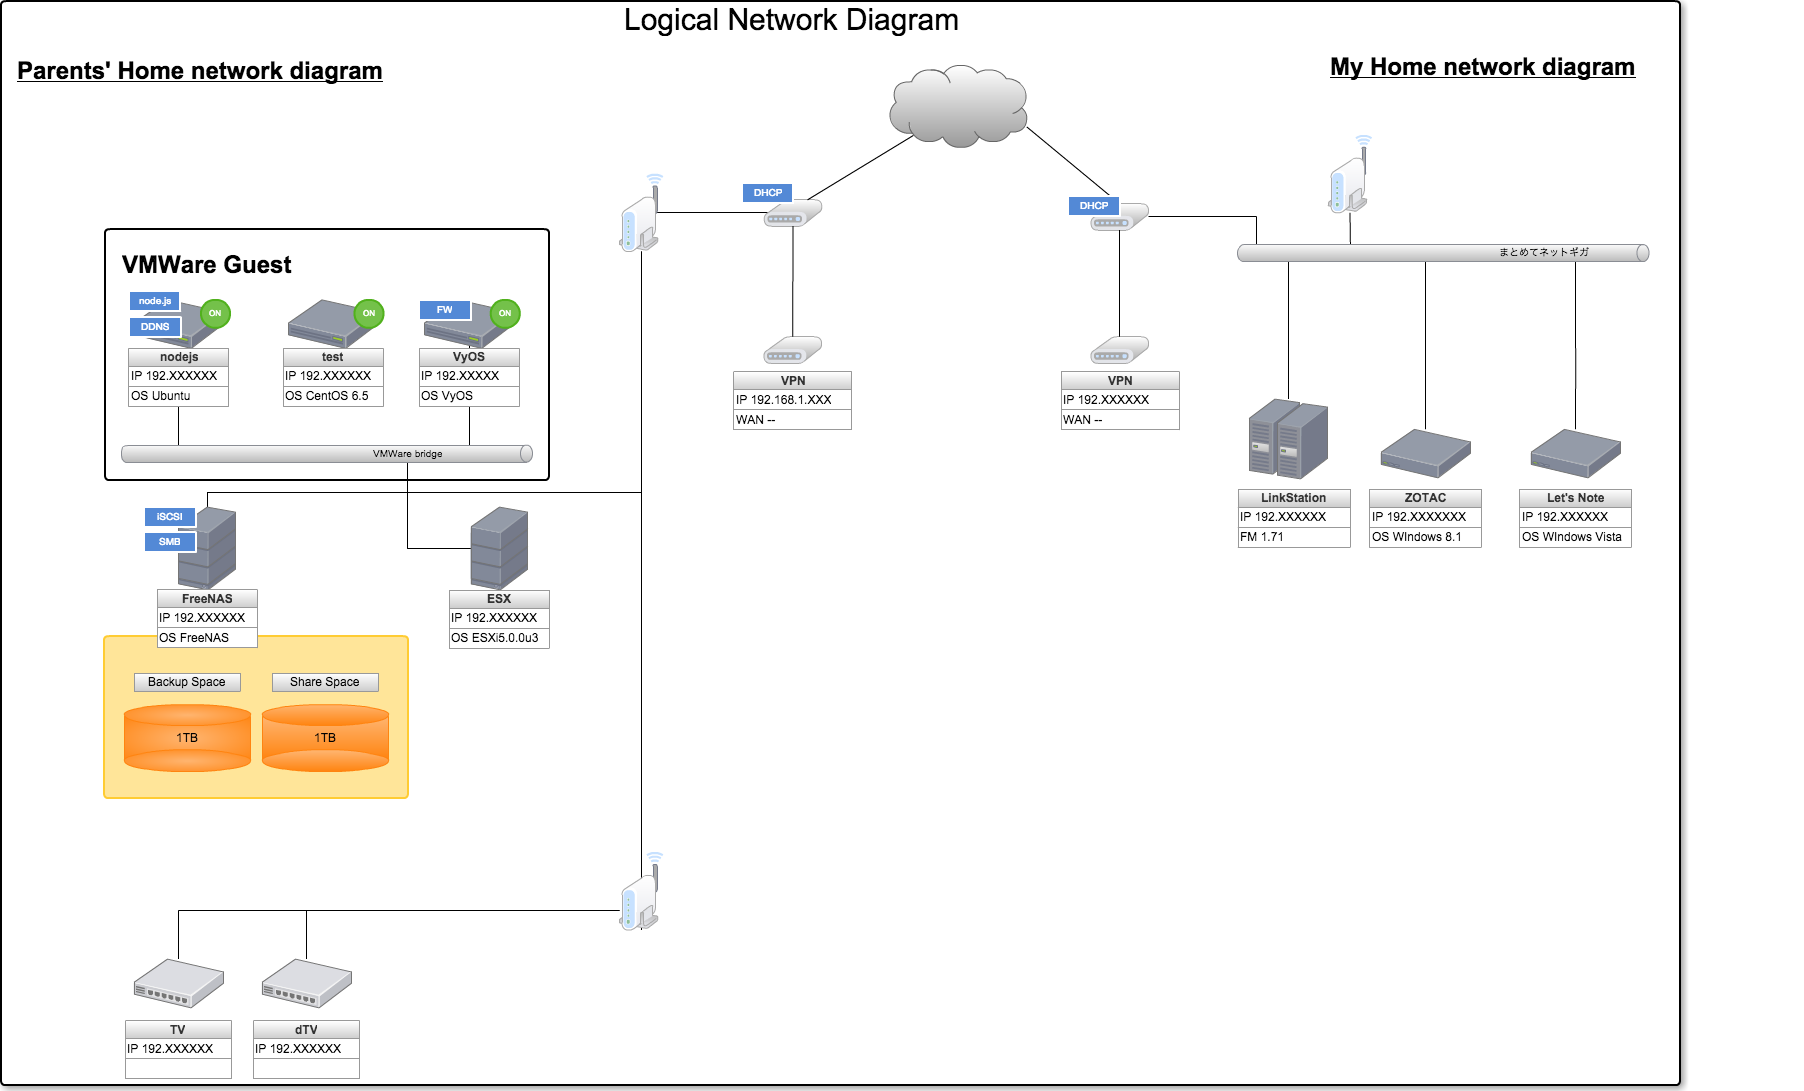 Logical Network Diagram
Parents' Home network diagram
My Home network diagram
DHCP
DHCP
まとめてネットギガ
VMWare Guest
node.js
DDNS
ON
nodejs
IP 192.XXXXXX
OS Ubuntu
ON
test
IP 192.XXXXXX
OS CentOS 6.5
FW
ON
VyOS
IP 192.XXXXX
OS VyOS
VMWare bridge
VPN
IP 192.168.1.XXX
WAN --
VPN
IP 192.XXXXXX
WAN --
LinkStation
IP 192.XXXXXX
FM 1.71
ZOTAC
IP 192.XXXXXXX
OS WIndows 8.1
Let's Note
IP 192.XXXXXX
OS WIndows Vista
iSCSI
SMB
FreeNAS
IP 192.XXXXXX
OS FreeNAS
ESX
IP 192.XXXXXX
OS ESXi5.0.0u3
Backup Space
Share Space
1TB
1TB
TV
IP 192.XXXXXX
dTV
IP 192.XXXXXX